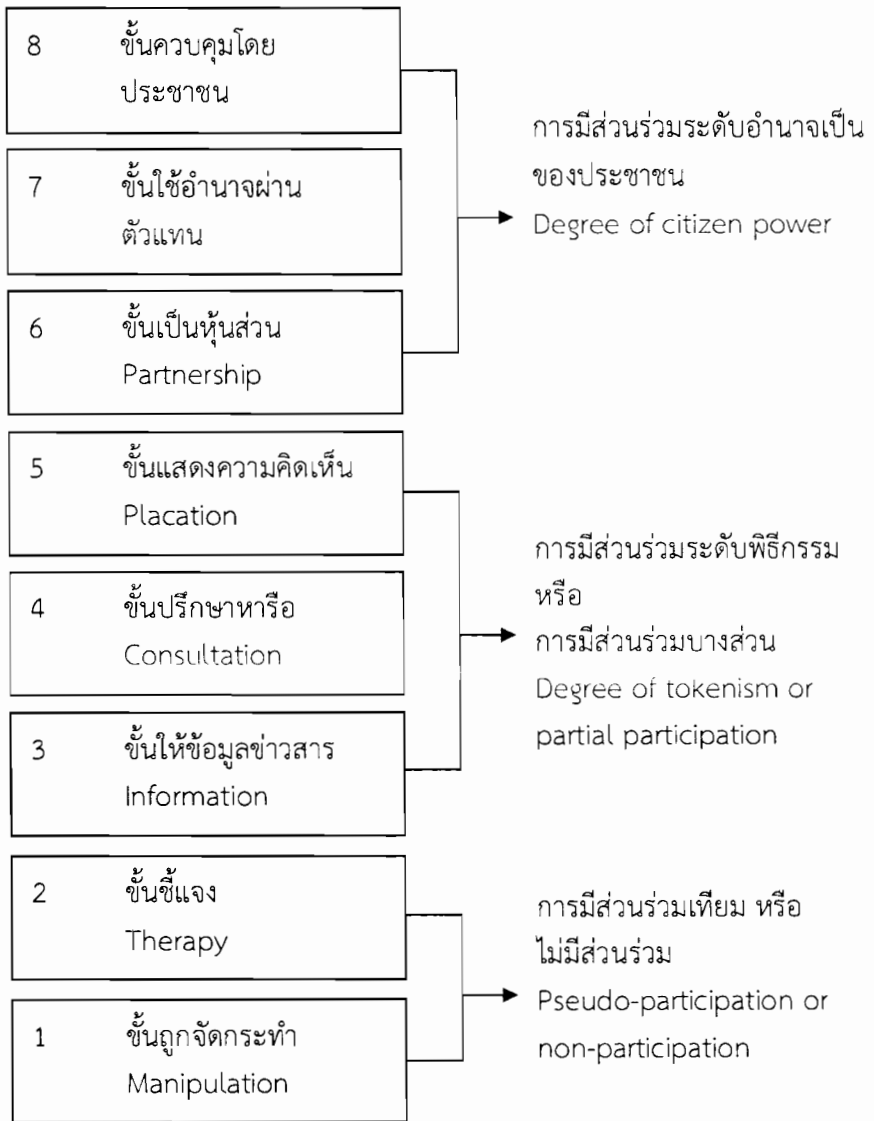 8 ขั้นควบคุมโดย
ประชาชน
7 ขั้นใช้อำนาจผ่าน
ตัวแทน
6 ขั้นเป็นหุ้นส่วน
Partnership
การมีส่วนร่วมระดับอำนาจเป็น
ของประชาชน
Degree of citizen power
5 ขั้นแสดงความคิดเห็น
Placation
4 ขั้นปรึกษาหารือ
Consultation
3 ขั้นให้ข้อมูลข่าวสาร
Information
การมีส่วนร่วมระดับพิธีกรรม
หรือ
การมีส่วนร่วมบางส่วน
Degree of tokenism or
partial participation
2 ขั้นชี้แจง
Therapy
1 ขั้นถูกจัดกระทำ
Manipulation
การมีส่วนร่วมเทียม หรือ
ไม่มีส่วนร่วม
Pseudo-participation or
non-participation